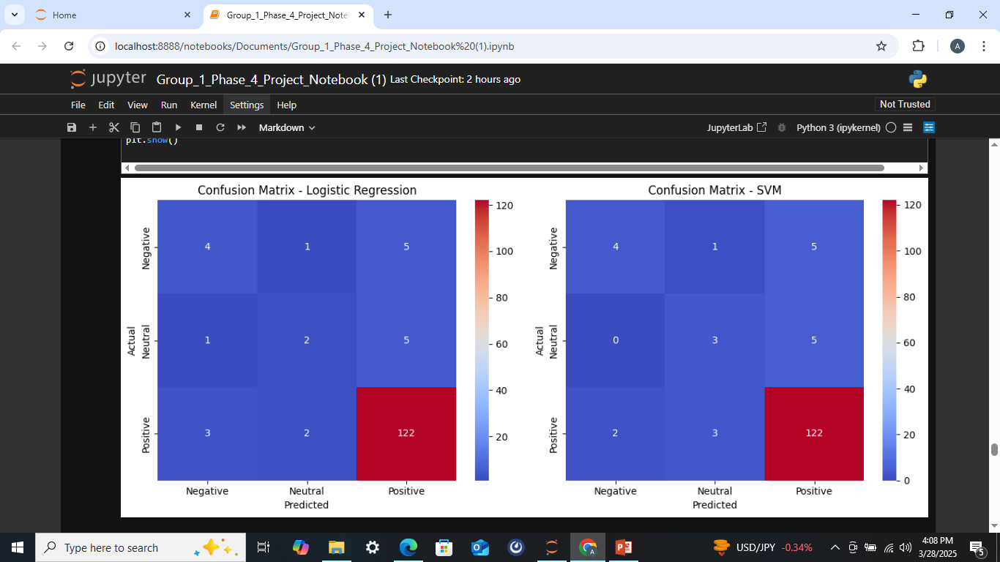 Home
Group_1_Phase_4_Project_Note
localhost:8888/notebooks/Documents/Group_1_Phase_4_Project_Notebook%20(1).ipynb
A
jupyter Group_1_Phase_4_Project_Notebook (1) Last Checkpoint: 2 hours ago
File Edit View Run Kernel Settings Help
Not Trusted
Markdown
JupyterLab
Python 3 (ipykernel)
plt.show()
Confusion Matrix - Logistic Regression
Actual
Negative
4 1 5
Neutral
1 2 5
Positive
3 2 122
Negative Neutral Positive
Predicted
120
100
80
60
40
20
Confusion Matrix - SVM
Actual
Negative
4 1 5
Neutral
0 3 5
Positive
2 3 122
Negative Neutral Positive
Predicted
120
100
80
60
40
20
0
Type here to search
USD/JPY -0.34%
4:08 PM
3/28/2025
5